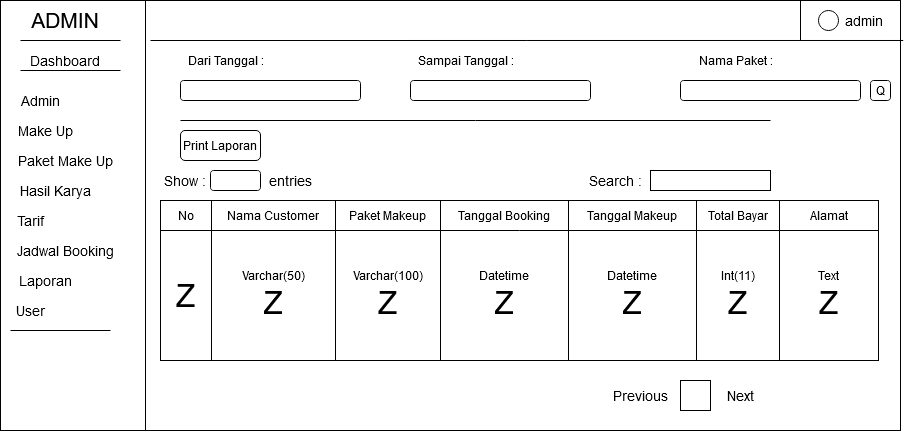 ADMIN
admin
Dashboard
Admin
Make Up
Paket Make Up
Hasil Karya
Tarif
Jadwal Booking
Laporan
User
Dari Tanggal :
Sampai Tanggal :
Nama Paket :
Q
Print Laporan
Show : entries
Search :
No Nama Customer Paket Makeup Tanggal Booking Tanggal Makeup Total Bayar Alamat
Varchar(50) Varchar(100) Datetime Datetime Int(11) Text
Z Z Z Z Z Z Z
Previous Next